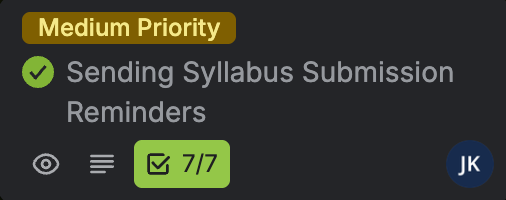 Medium Priority
Sending Syllabus Submission
Reminders
7/7
JK